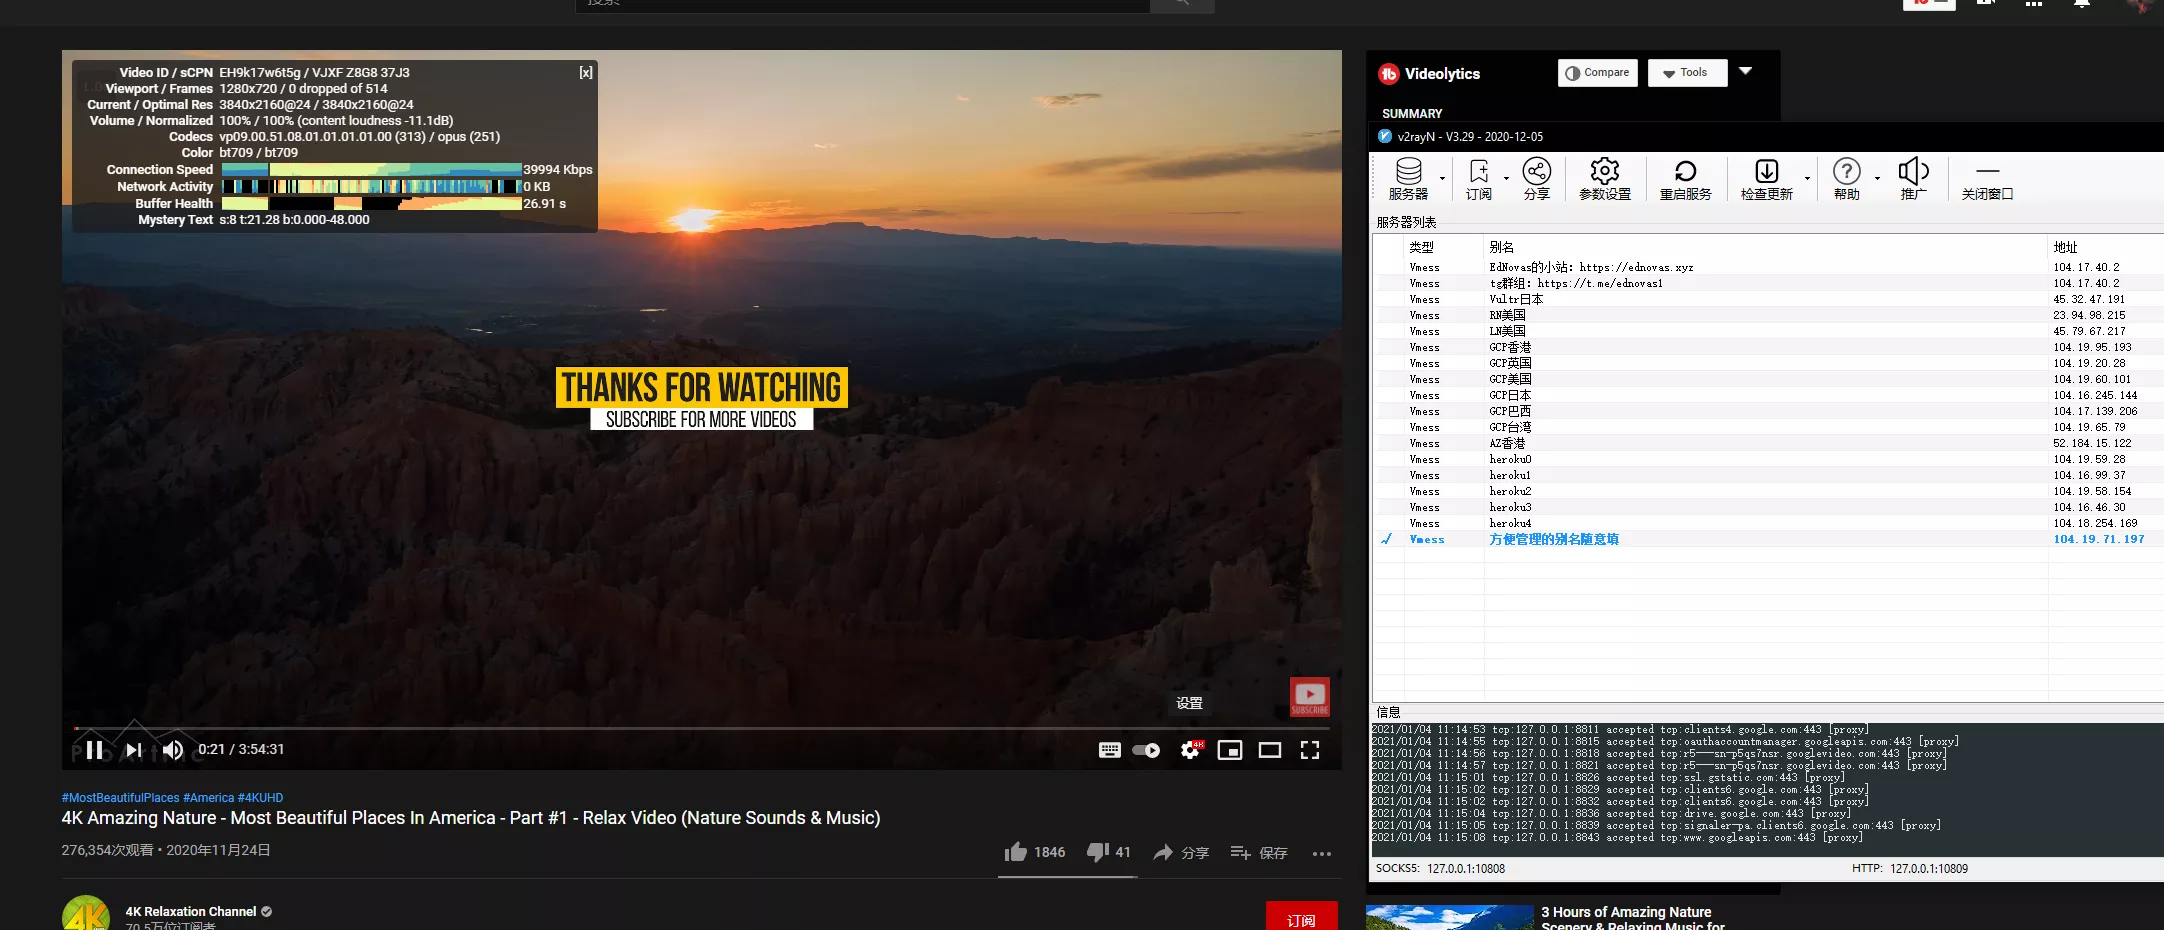 搜索
Video ID / sCPN EH9k17w6t5g / VJXF Z8G8 37J3 [x]
Viewport / Frames 1280x720 / 0 dropped of 514
Current / Optimal Res 3840x2160@24 / 3840x2160@24
Volume / Normalized 100% / 100% (content loudness -11.1dB)
Codecs vp09.00.51.08.01.01.01.01.00 (313) / opus (251)
Color bt709 / bt709
Connection Speed 39994 Kbps
Network Activity 0 KB
Buffer Health 26.91 s
Mystery Text s:8 t:21.28 b:0.000-48.000
THANKS FOR WATCHING
SUBSCRIBE FOR MORE VIDEOS
设置
SUBSCRIBE
0:21 / 3:54:31
4K
#MostBeautifulPlaces #America #4KUHD
4K Amazing Nature - Most Beautiful Places In America - Part #1 - Relax Video (Nature Sounds & Music)
276,354次观看 • 2020年11月24日
1846 41 分享 保存
4K
4K Relaxation Channel
70.5万位订阅者
订阅
Videolytics Compare Tools
SUMMARY
v2rayN - V3.29 - 2020-12-05
服务器 订阅 分享 参数设置 重启服务 检查更新 帮助 推广 关闭窗口
服务器列表
类型 别名 地址
Vmess EdNovas的小站: https://ednovas.xyz 104.17.40.2
Vmess tg群组: https://t.me/ednovas1 104.17.40.2
Vmess Vultr日本 45.32.47.191
Vmess RN美国 23.94.98.215
Vmess LN美国 45.79.67.217
Vmess GCP香港 104.19.95.193
Vmess GCP英国 104.19.20.28
Vmess GCP美国 104.19.60.101
Vmess GCP日本 104.16.245.144
Vmess GCP巴西 104.17.139.206
Vmess GCP台湾 104.19.65.79
Vmess AZ香港 52.184.15.122
Vmess heroku0 104.19.59.28
Vmess heroku1 104.16.99.37
Vmess heroku2 104.19.58.154
Vmess heroku3 104.16.46.30
Vmess heroku4 104.18.254.169
Vmess 方便管理的别名随意填 104.19.71.197
信息
2021/01/04 11:14:53 tcp:127.0.0.1:8811 accepted tcp:clients4.google.com:443 [proxy]
2021/01/04 11:14:55 tcp:127.0.0.1:8815 accepted tcp:oauthaccountmanager.googleapis.com:443 [proxy]
2021/01/04 11:14:56 tcp:127.0.0.1:8818 accepted tcp:r5---sn-p5qs7nsr.googlevideo.com:443 [proxy]
2021/01/04 11:14:57 tcp:127.0.0.1:8821 accepted tcp:r5---sn-p5qs7nsr.googlevideo.com:443 [proxy]
2021/01/04 11:15:01 tcp:127.0.0.1:8826 accepted tcp:ssl.gstatic.com:443 [proxy]
2021/01/04 11:15:02 tcp:127.0.0.1:8829 accepted tcp:clients6.google.com:443 [proxy]
2021/01/04 11:15:02 tcp:127.0.0.1:8832 accepted tcp:clients6.google.com:443 [proxy]
2021/01/04 11:15:04 tcp:127.0.0.1:8836 accepted tcp:drive.google.com:443 [proxy]
2021/01/04 11:15:05 tcp:127.0.0.1:8839 accepted tcp:signaler-pa.clients6.google.com:443 [proxy]
2021/01/04 11:15:08 tcp:127.0.0.1:8843 accepted tcp:www.googleapis.com:443 [proxy]
SOCKS5: 127.0.0.1:10808 HTTP: 127.0.0.1:10809
3 Hours of Amazing Nature
Scenery & Relaxing Music for